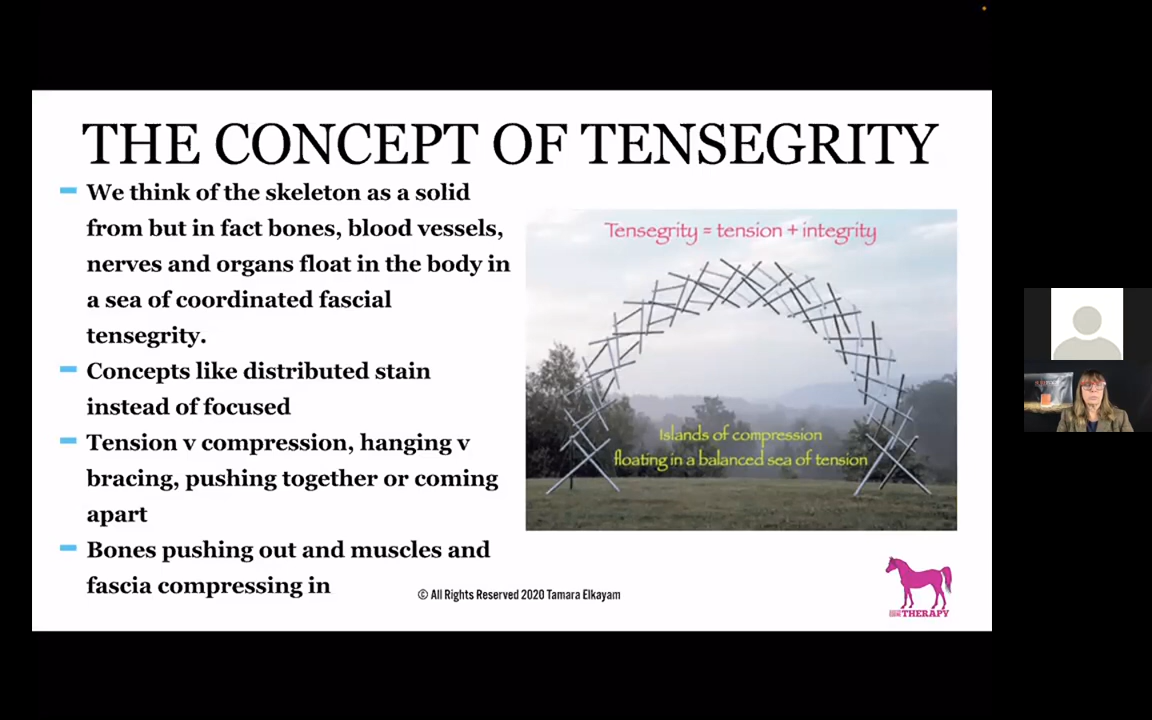 THE CONCEPT OF TENSEGRITY
We think of the skeleton as a solid
from but in fact bones, blood vessels,
nerves and organs float in the body in
a sea of coordinated fascial
tensegrity.
Concepts like distributed stain
instead of focused
Tension v compression, hanging v
bracing, pushing together or coming
apart
Bones pushing out and muscles and
fascia compressing in
Tensegrity = tension + integrity
Islands of compression
floating in a balanced sea of tension
© All Rights Reserved 2020 Tamara Elkayam
THERAPY